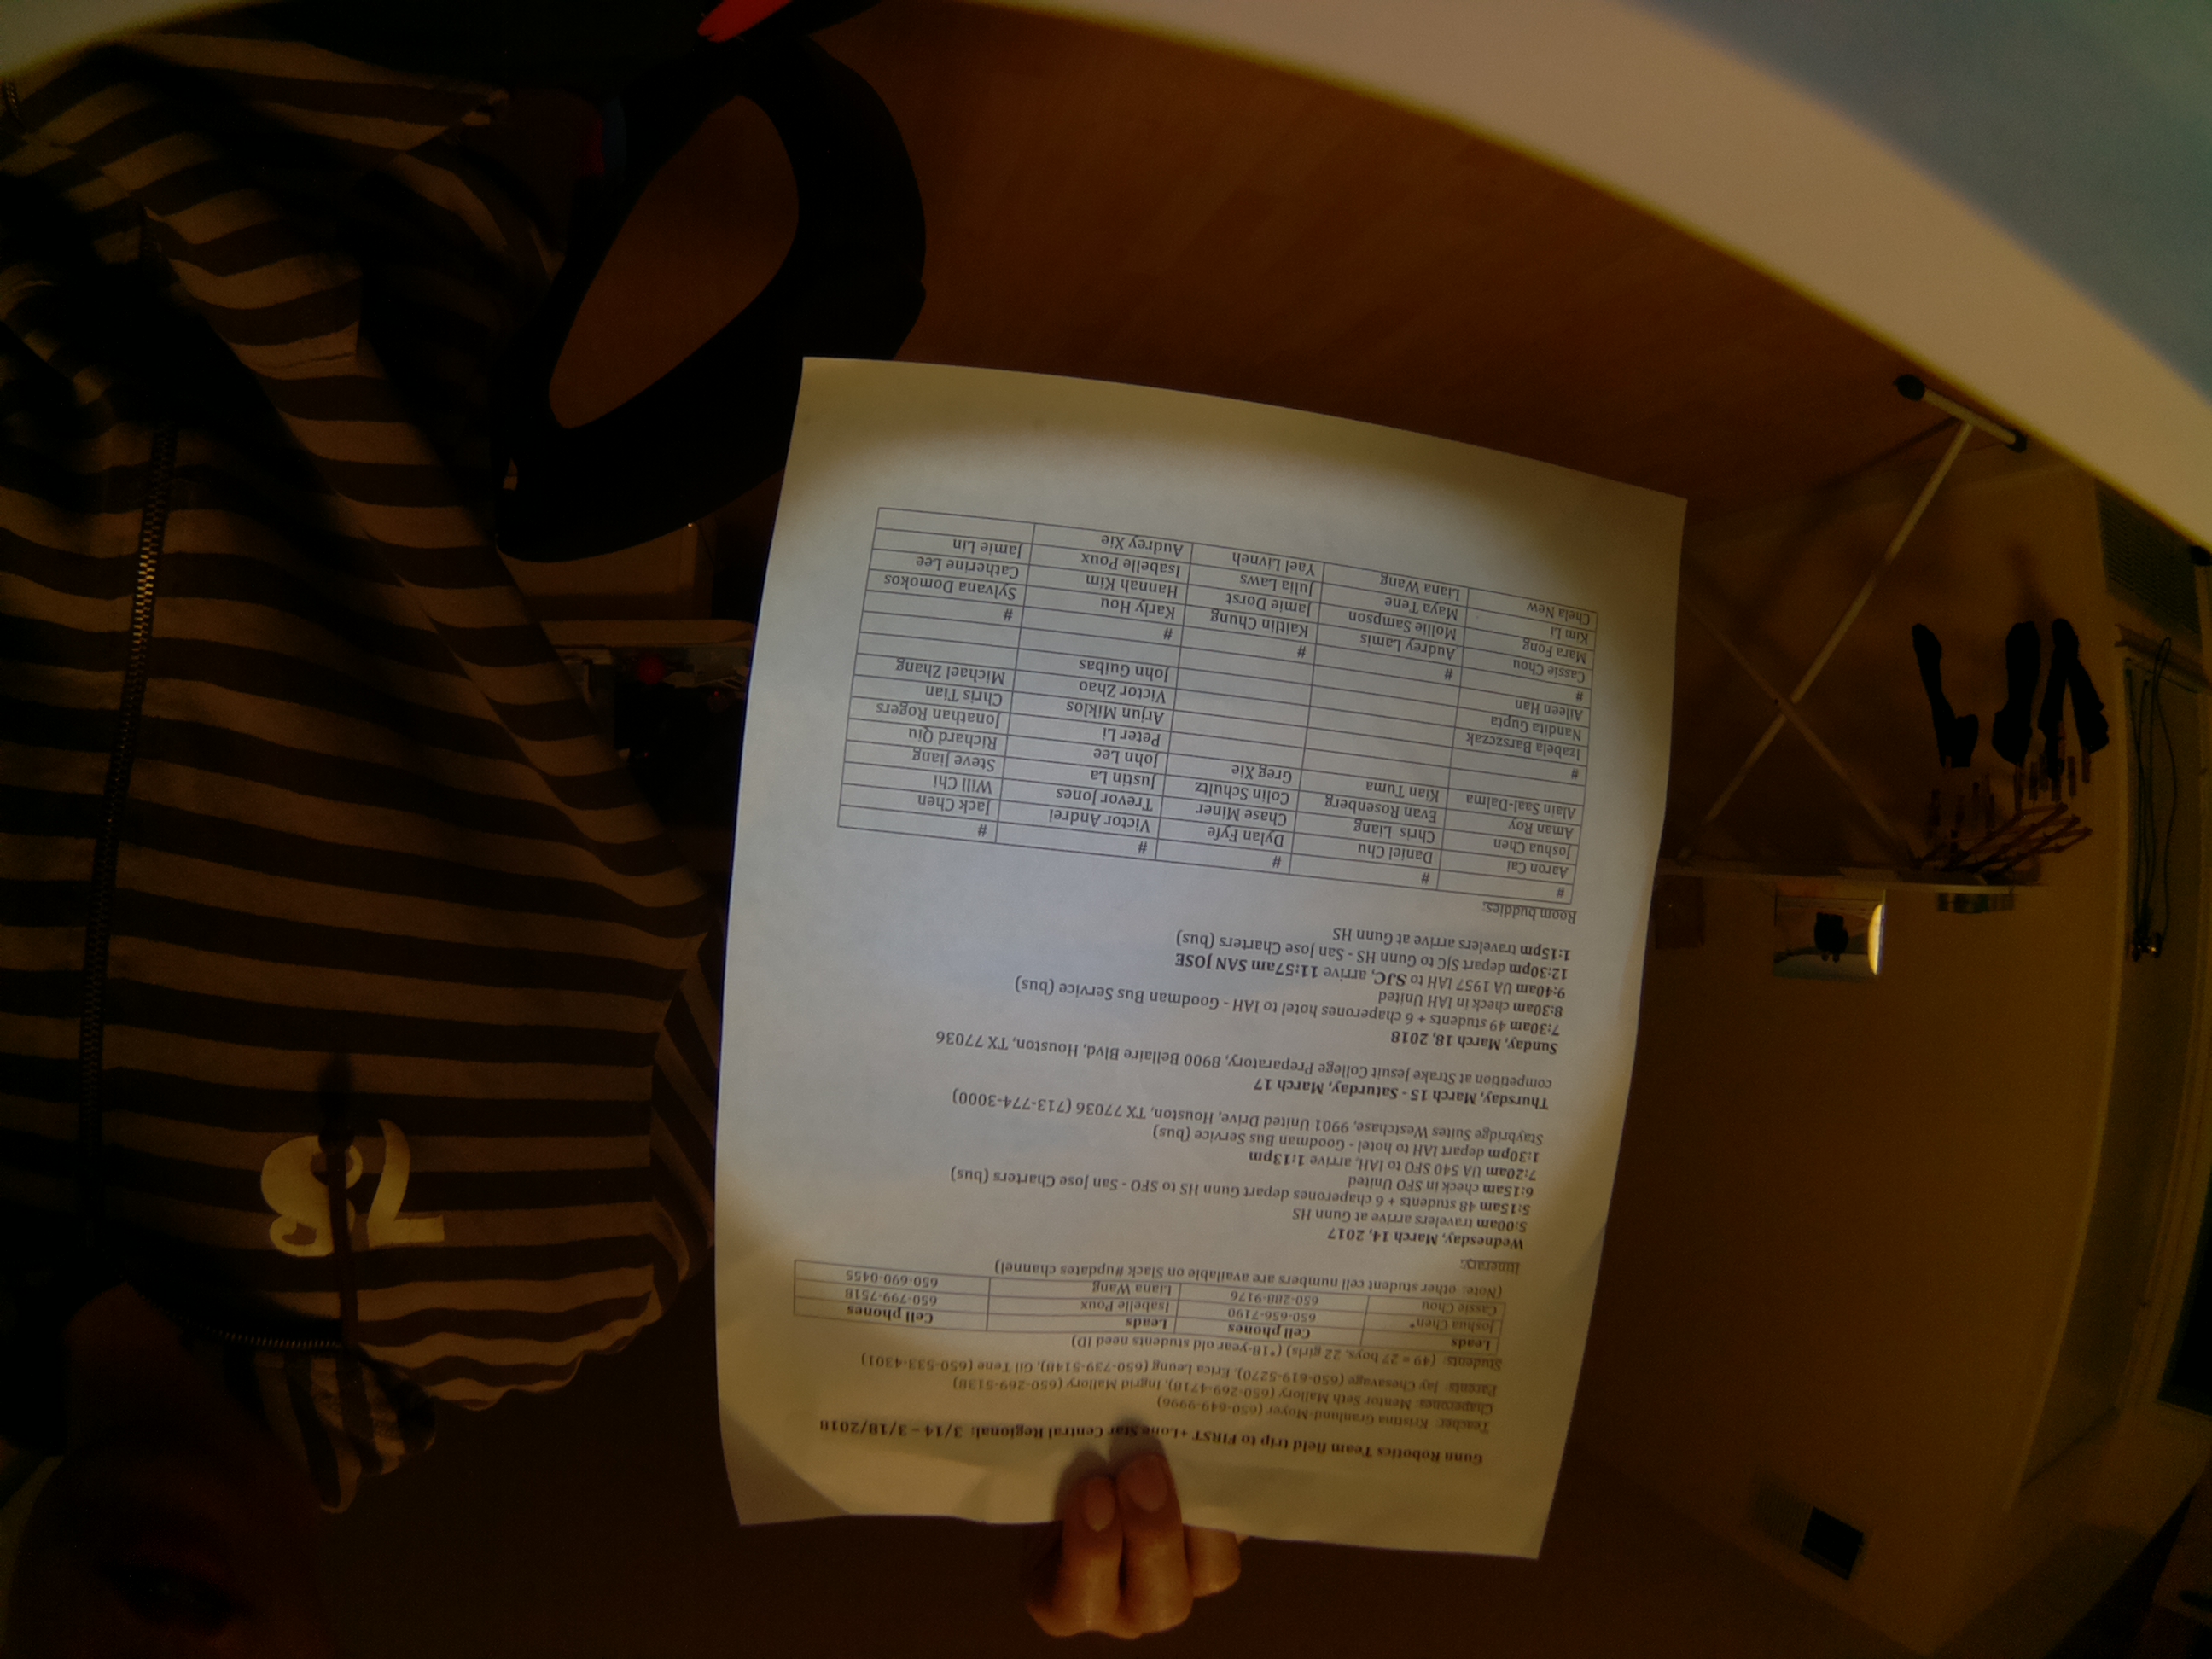 Gunn Robotics Team field trip to FIRST +Lone Star Central Regional: 3/14 – 3/18/2018
Teacher: Kristina Granlund-Moyer (650-649-9996)
Chaperones: Mentor Seth Mallory (650-269-4718), Ingrid Mallory (650-269-5138)
Parents: Jay Chesavage (650-619-5270), Erica Leung (650-739-5148), Gil Tene (650-533-4301)
Students: (49 = 27 boys, 22 girls) (*18-year old students need ID)
Leads Cell phones Leads Cell phones
Joshua Chen* 650-656-7190 Isabelle Poux 650-799-7518
Cassie Chou 650-288-9176 Liana Wang 650-690-0455
(Note: other student cell numbers are available on Slack #updates channel)
Itinerary:
Wednesday, March 14, 2017
5:00am travelers arrive at Gunn HS
5:15am 48 students + 6 chaperones depart Gunn HS to SFO - San Jose Charters (bus)
6:15am check in SFO United
7:20am UA 540 SFO to IAH, arrive 1:13pm
1:30pm depart IAH to hotel - Goodman Bus Service (bus)
Staybridge Suites Westchase, 9901 United Drive, Houston, TX 77036 (713-774-3000)
Thursday, March 15 - Saturday, March 17
competition at Strake Jesuit College Preparatory, 8900 Bellaire Blvd, Houston, TX 77036
Sunday, March 18, 2018
7:30am 49 students + 6 chaperones hotel to IAH - Goodman Bus Service (bus)
8:30am check in IAH United
9:40am UA 1957 IAH to SJC, arrive 11:57am SAN JOSE
12:30pm depart SJC to Gunn HS - San Jose Charters (bus)
1:15pm travelers arrive at Gunn HS
Room buddies:
# # # # #
Aaron Cai Daniel Chu Dylan Fyfe Victor Andrei Jack Chen
Joshua Chen Chris Liang Chase Miner Trevor Jones Will Chi
Aman Roy Evan Rosenberg Colin Schultz Justin La Steve Jiang
Alain Saal-Dalma Kian Tuma Greg Xie John Lee Richard Qiu
# Peter Li Jonathan Rogers
Izabela Barszczak Arjun Miklos Chris Tian
Nandita Gupta Victor Zhao Michael Zhang
Aileen Han John Guibas
# # # # #
Cassie Chou Audrey Lamis Kaitlin Chung Karly Hou Sylvana Domokos
Mara Fong Mollie Sampson Jamie Dorst Hannah Kim Catherine Lee
Kim Li Maya Tene Julia Laws Isabelle Poux Jamie Lin
Chela New Liana Wang Yael Livneh Audrey Xie
78